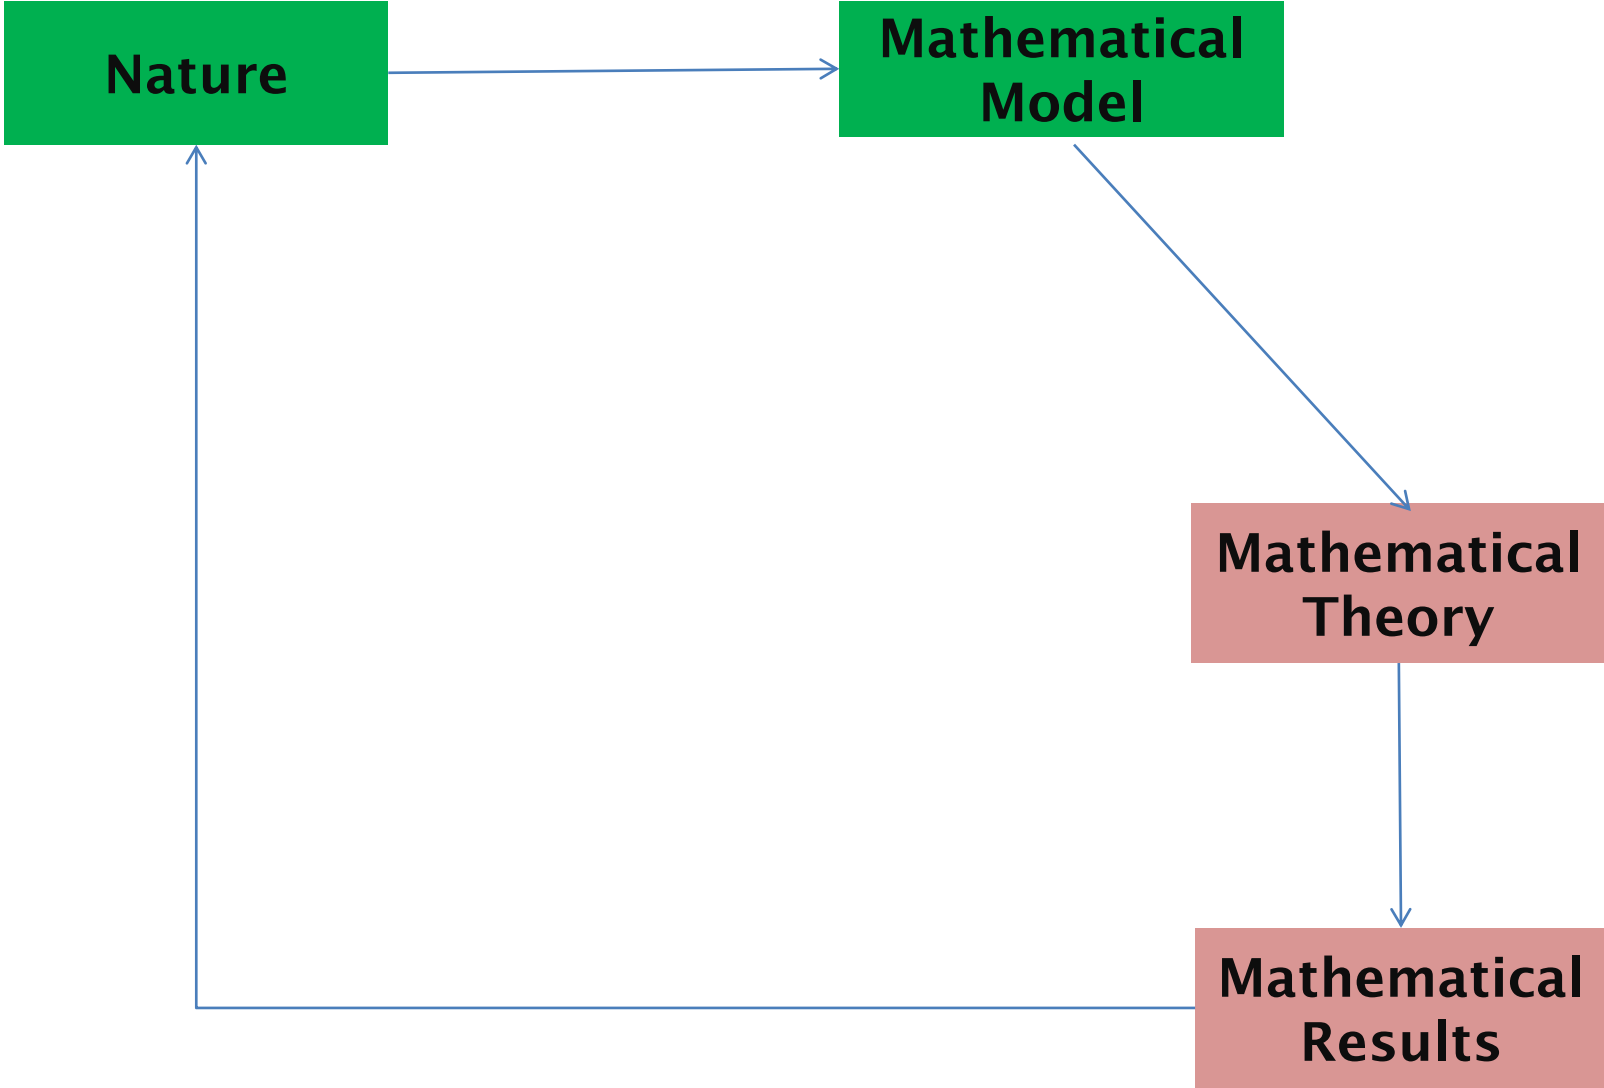 Nature
Mathematical
Model
Mathematical
Theory
Mathematical
Results